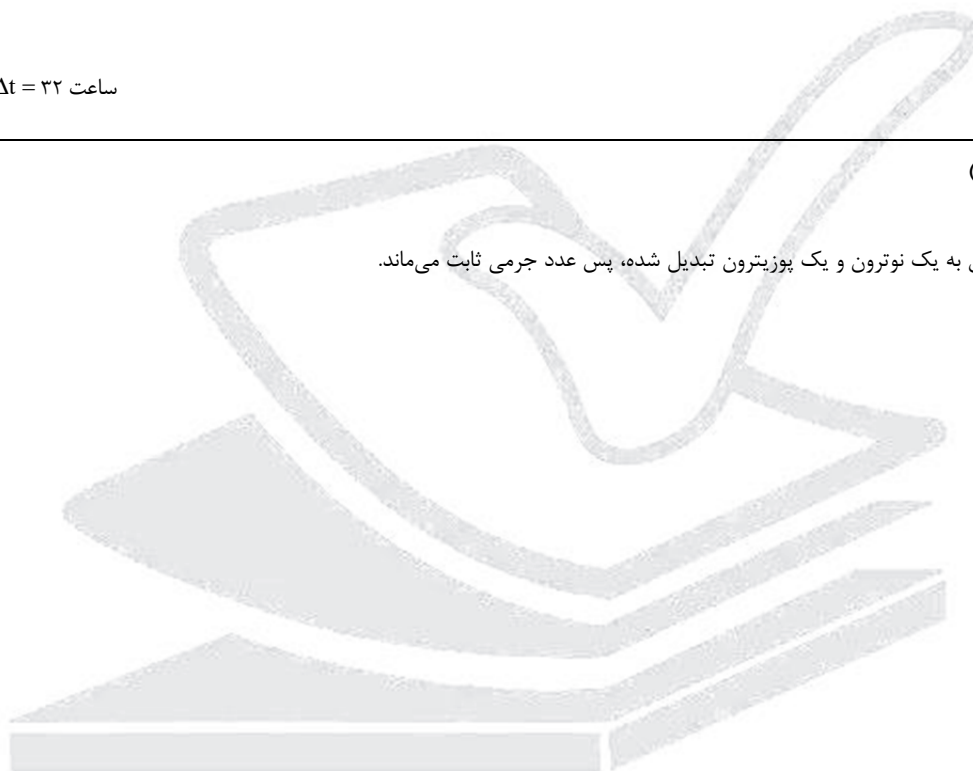 Δt = ۳۲ ساعت
)
به یک نوترون و یک پوزیترون تبدیل شده، پس عدد جرمی ثابت می‌ماند.